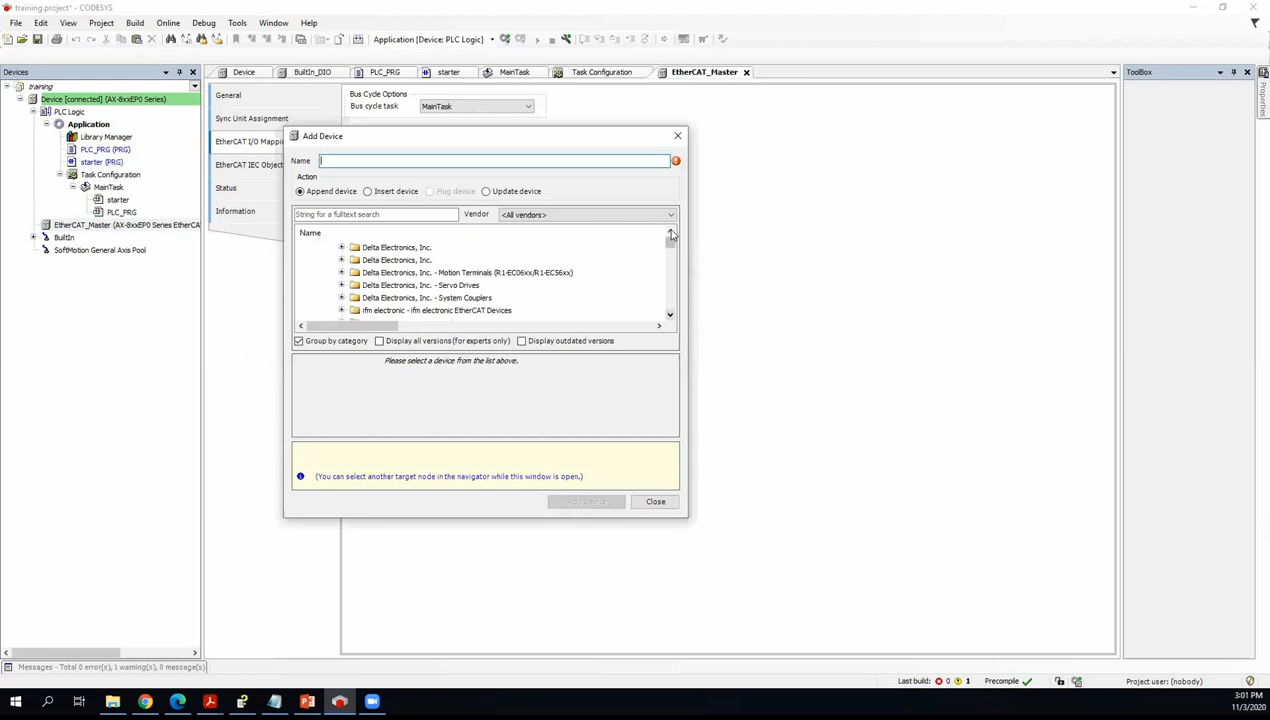 training.project* - CODESYS
File Edit View Project Build Online Debug Tools Window Help
Application [Device: PLC Logic]
Devices
training
Device [connected] (AX-8xxEP0 Series)
PLC Logic
Application
Library Manager
PLC_PRG (PRG)
starter (PRG)
Task Configuration
MainTask
starter
PLC_PRG
EtherCAT_Master (AX-8xxEP0 Series EtherCA
BuiltIn
SoftMotion General Axis Pool
Device BuiltIn_DIO PLC_PRG starter MainTask Task Configuration EtherCAT_Master
General
Sync Unit Assignment
EtherCAT I/O Mappi
EtherCAT IEC Object
Status
Information
Bus Cycle Options
Bus cycle task MainTask
Add Device
Name
Action
Append device Insert device Plug device Update device
String for a fulltext search Vendor <All vendors>
Name
Delta Electronics, Inc.
Delta Electronics, Inc.
Delta Electronics, Inc. - Motion Terminals (R1-EC06xx/R1-EC56xx)
Delta Electronics, Inc. - Servo Drives
Delta Electronics, Inc. - System Couplers
ifm electronic - ifm electronic EtherCAT Devices
Group by category Display all versions (for experts only) Display outdated versions
Please select a device from the list above.
(You can select another target node in the navigator while this window is open.)
Add Device Close
ToolBox
Properties
Messages - Total 0 error(s), 1 warning(s), 0 message(s)
Last build: 0 1 Precompile Project user: (nobody)
3:01 PM
11/3/2020